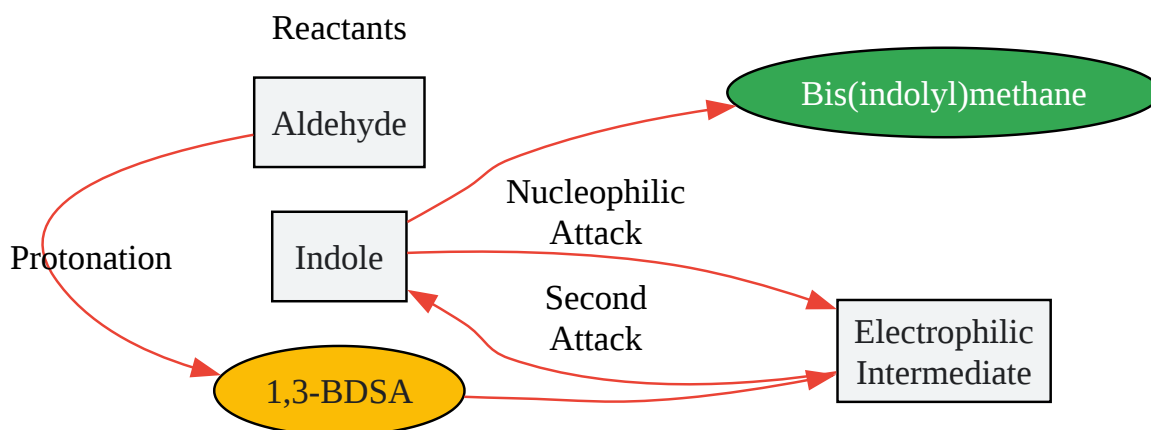 Reactants
Aldehyde
Bis(indolyl)methane
Nucleophilic
Attack
Protonation
Indole
Second
Attack
Electrophilic
Intermediate
1,3-BDSA